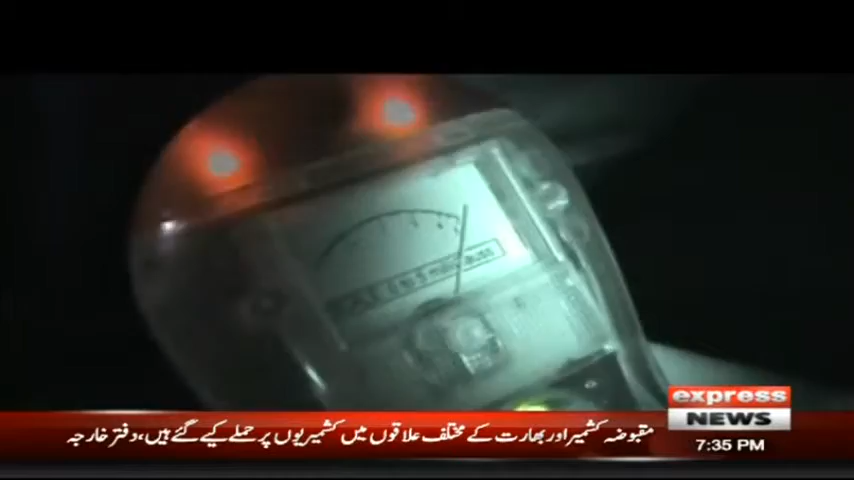 express
NEWS
مقبوضہ کشمیر اور بھارت کے مختلف علاقوں میں کشمیریوں پر حملے کیے گئے ہیں، دفتر خارجہ
7:35 PM